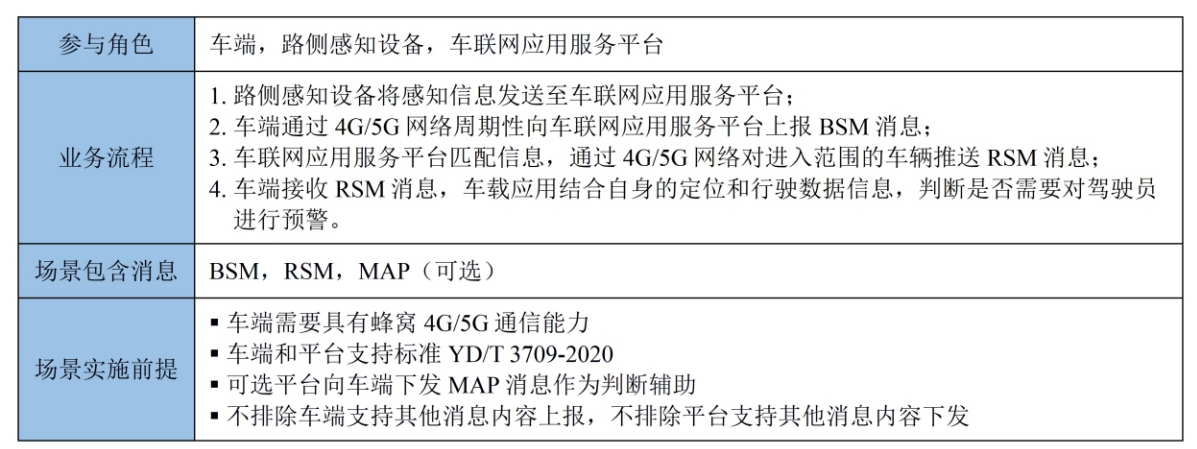 参与角色
车端，路侧感知设备，车联网应用服务平台
业务流程
1. 路侧感知设备将感知信息发送至车联网应用服务平台；
2. 车端通过 4G/5G 网络周期性向车联网应用服务平台上报 BSM 消息；
3. 车联网应用服务平台匹配信息，通过 4G/5G 网络对进入范围的车辆推送 RSM 消息；
4. 车端接收 RSM 消息，车载应用结合自身的定位和行驶数据信息，判断是否需要对驾驶员
进行预警。
场景包含消息
BSM，RSM，MAP（可选）
场景实施前提
▪ 车端需要具有蜂窝 4G/5G 通信能力
▪ 车端和平台支持标准 YD/T 3709-2020
▪ 可选平台向车端下发 MAP 消息作为判断辅助
▪ 不排除车端支持其他消息内容上报，不排除平台支持其他消息内容下发